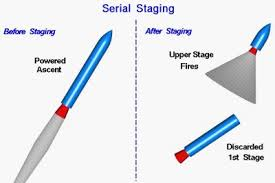 Serial Staging
Before Staging
After Staging
Powered
Ascent
Upper Stage
Fires
Discarded
1st Stage